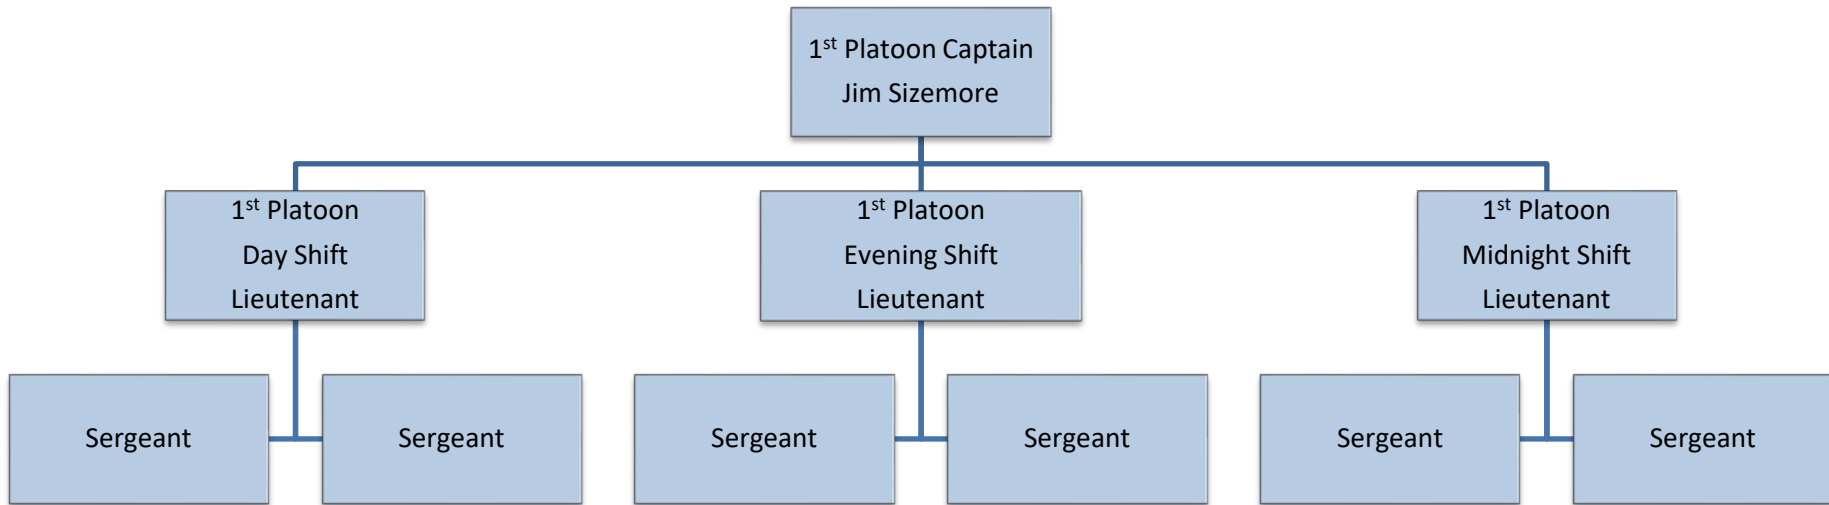 1st Platoon Captain
Jim Sizemore
1st Platoon
Day Shift
Lieutenant
1st Platoon
Evening Shift
Lieutenant
1st Platoon
Midnight Shift
Lieutenant
Sergeant
Sergeant
Sergeant
Sergeant
Sergeant
Sergeant